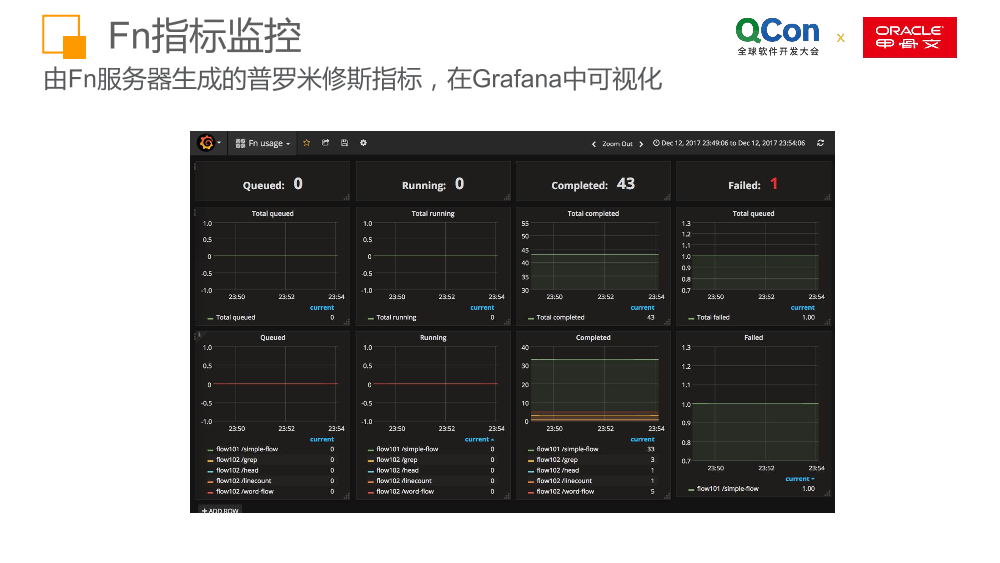 Fn指标监控
QCon
全球软件开发大会
x
ORACLE
甲骨文
由Fn服务器生成的普罗米修斯指标，在Grafana中可视化
Fn usage
Zoom Out
Dec 12, 2017 23:49:06 to Dec 12, 2017 23:54:06
Queued: 0
Running: 0
Completed: 43
Failed: 1
Total queued
1.0
0.5
0
-0.5
-1.0
23:50 23:52 23:54
current
Total queued 0
Total running
1.0
0.5
0
-0.5
-1.0
23:50 23:52 23:54
current
Total running 0
Total completed
55
50
45
40
35
30
23:50 23:52 23:54
current
Total completed 43
Total queued
1.3
1.2
1.1
1.0
0.9
0.8
0.7
23:50 23:52 23:54
current
Total failed 1.00
Queued
1.0
0.5
0
-0.5
-1.0
23:50 23:52 23:54
current
flow101 /simple-flow 0
flow102 /grep 0
flow102 /head 0
flow102 /linecount 0
flow102 /word-flow 0
Running
1.0
0.5
0
-0.5
-1.0
23:50 23:52 23:54
current
flow101 /simple-flow 0
flow102 /grep 0
flow102 /head 0
flow102 /linecount 0
flow102 /word-flow 0
Completed
40
30
20
10
0
23:50 23:52 23:54
current
flow101 /simple-flow 33
flow102 /grep 3
flow102 /head 1
flow102 /linecount 1
flow102 /word-flow 5
Failed
1.3
1.2
1.1
1.0
0.9
0.8
0.7
23:50 23:52 23:54
current
flow101 /simple-flow 1.00
+ ADD ROW